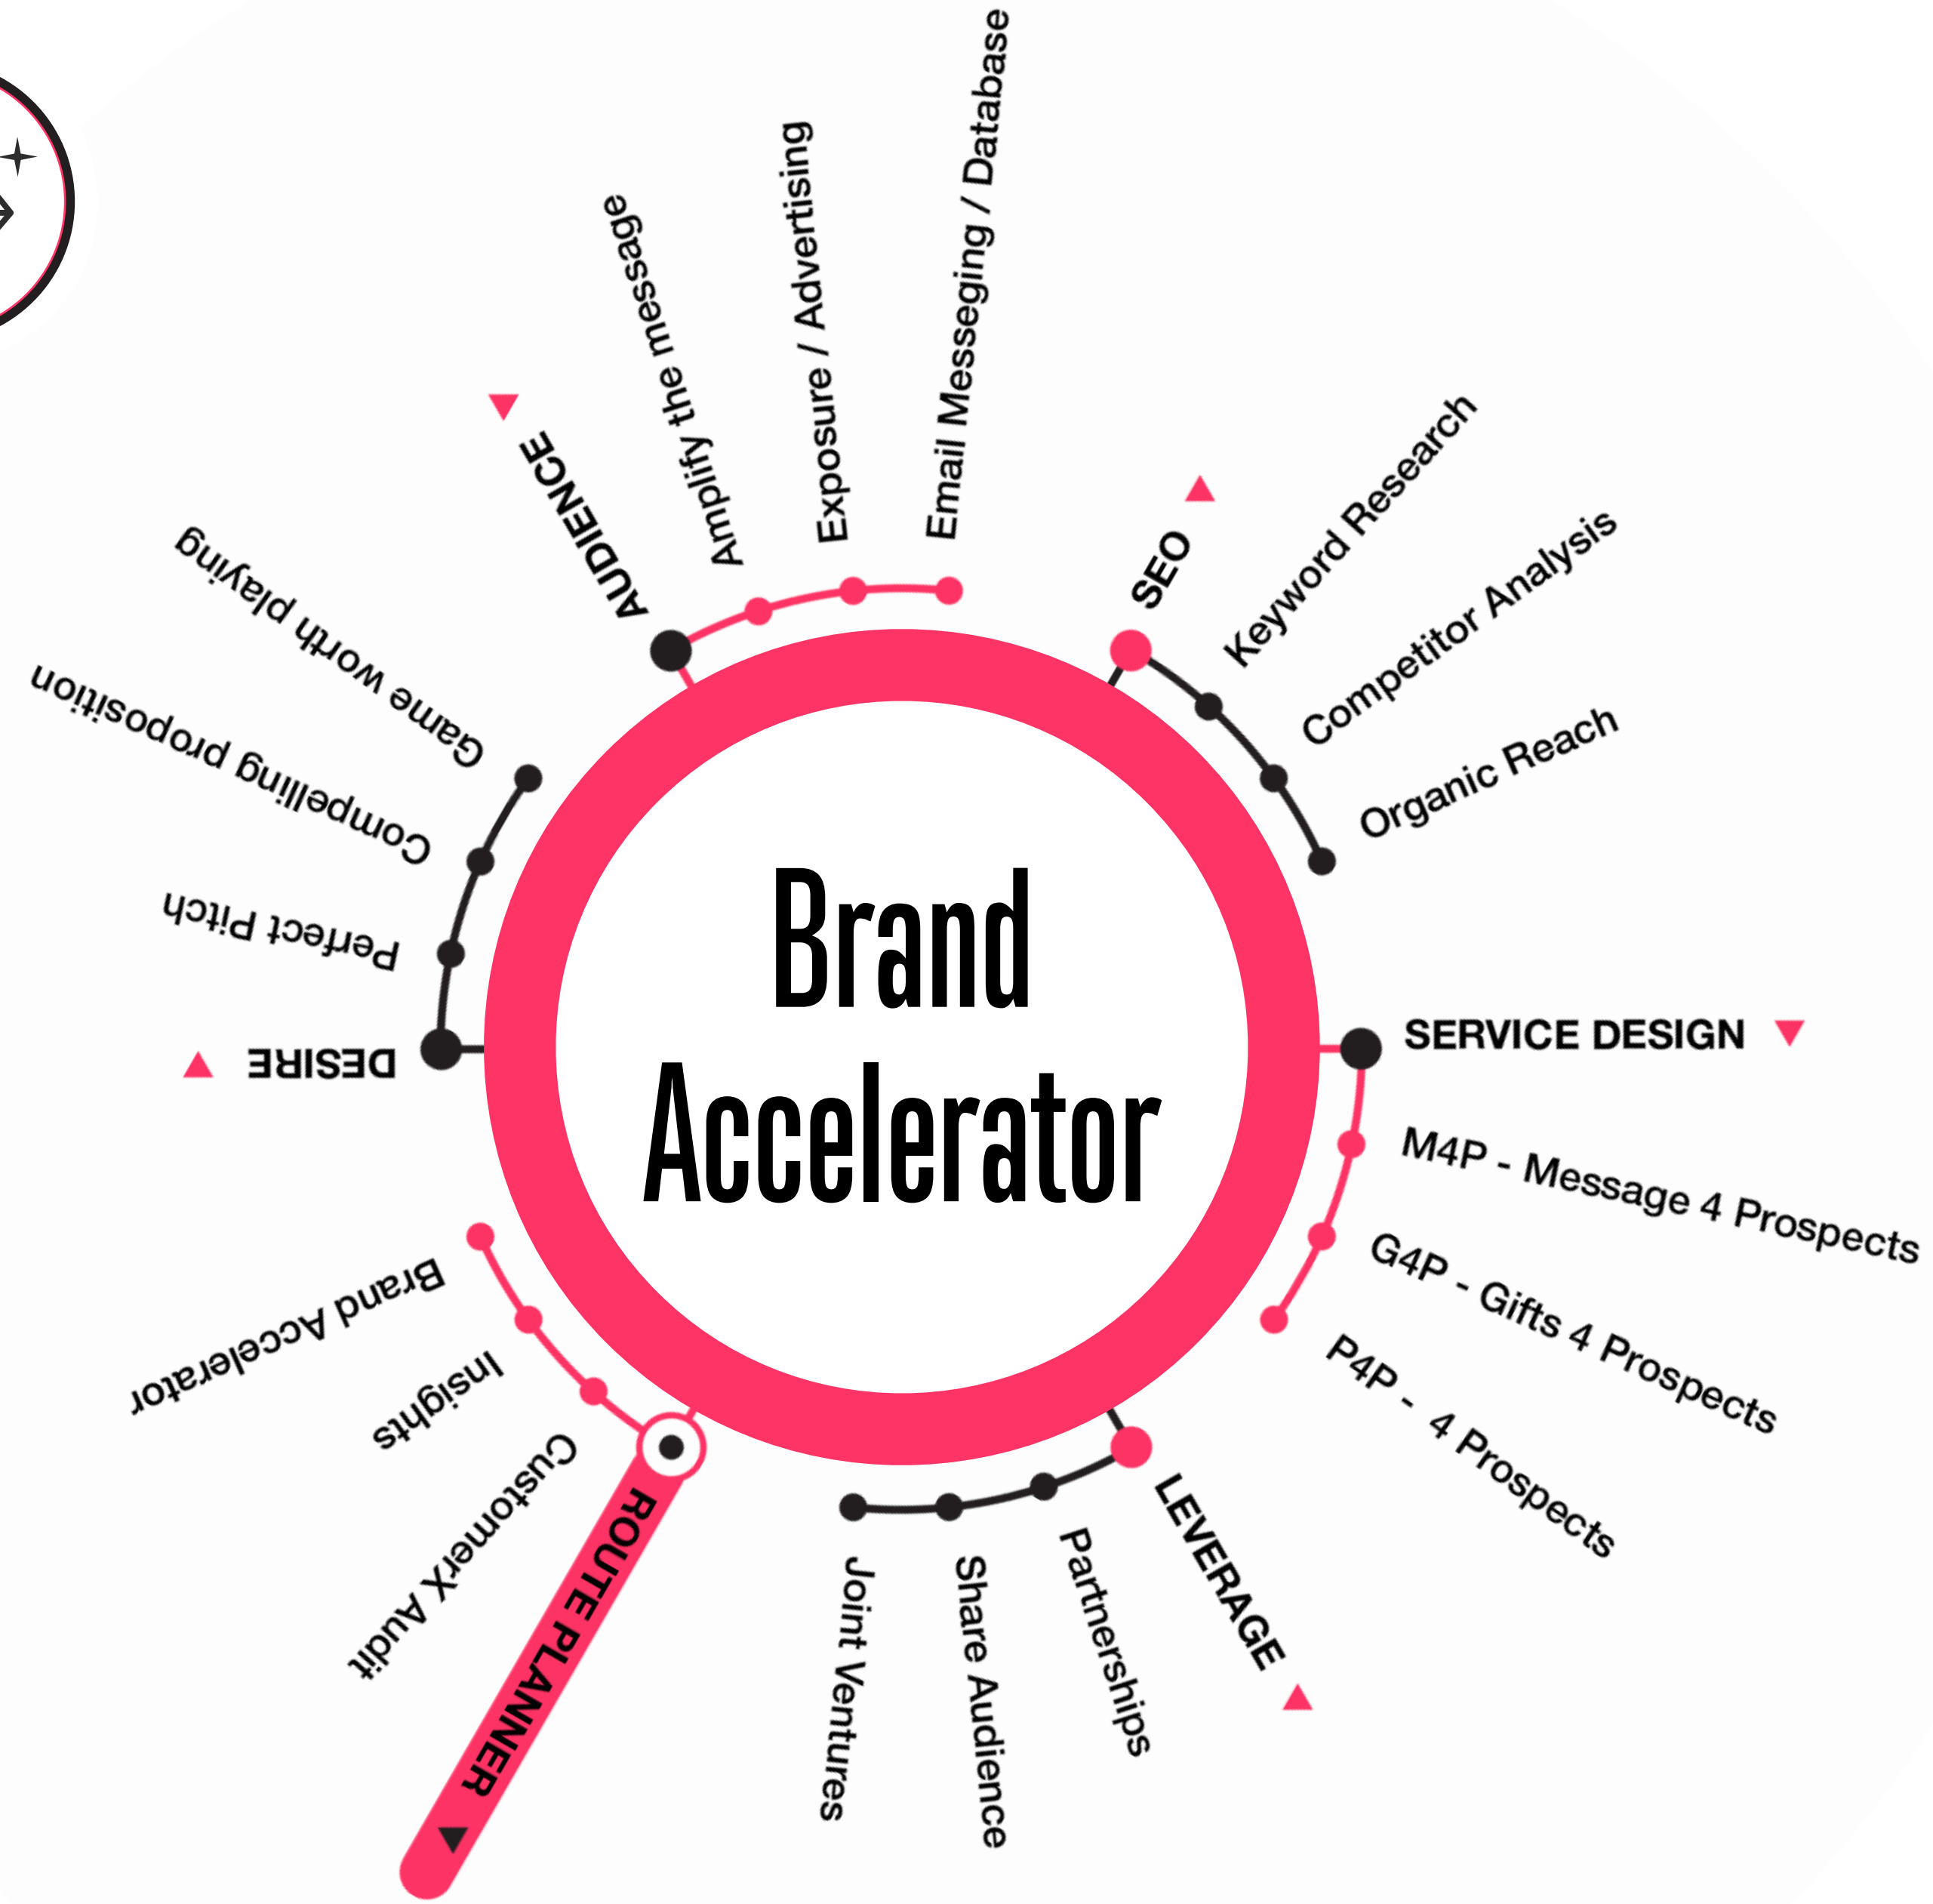 Brand
Accelerator
ROUTE PLANNER
CustomerX Audit
Insights
Brand Accelerator
DESIRE
Perfect Pitch
Compelling proposition
Game worth playing
AUDIENCE
Amplify the message
Exposure / Advertising
Email Messeging / Database
SEO
Keyword Research
Competitor Analysis
Organic Reach
SERVICE DESIGN
M4P - Message 4 Prospects
G4P - Gifts 4 Prospects
P4P - 4 Prospects
LEVERAGE
Partnerships
Share Audience
Joint Ventures